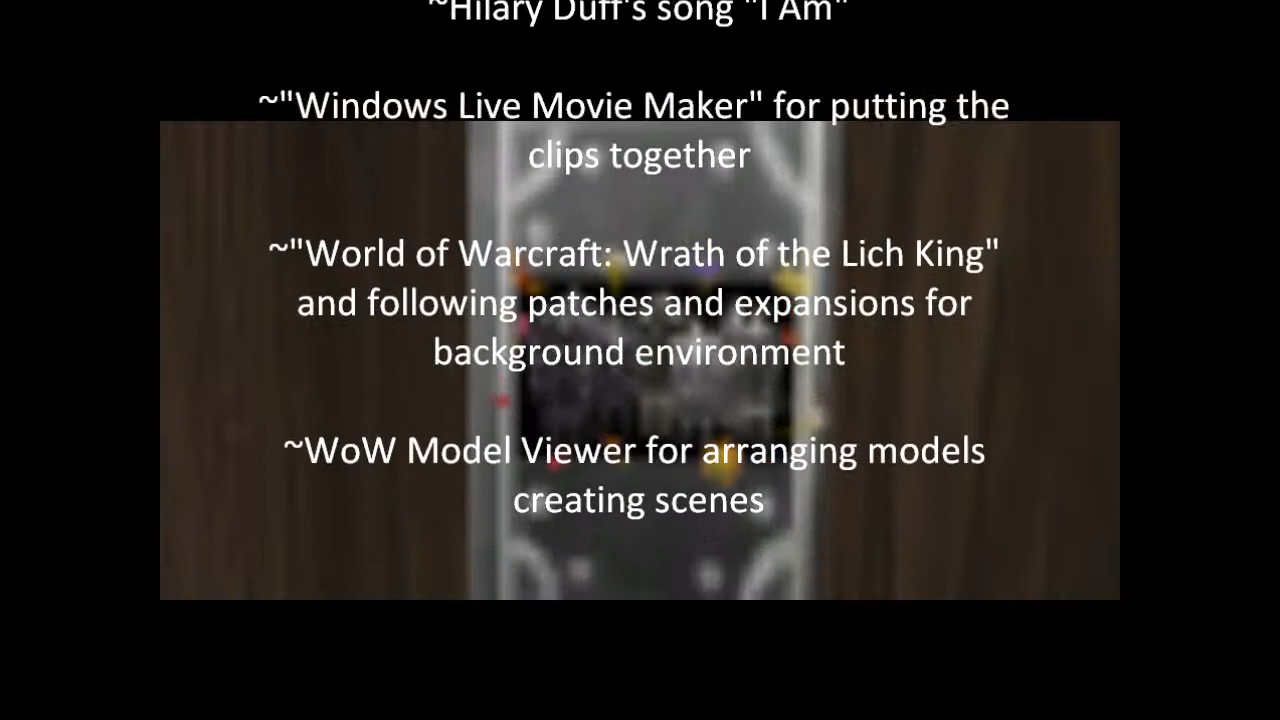 ~Hilary Duff's song "I Am"
~"Windows Live Movie Maker" for putting the
clips together
~"World of Warcraft: Wrath of the Lich King"
and following patches and expansions for
background environment
~WoW Model Viewer for arranging models
creating scenes